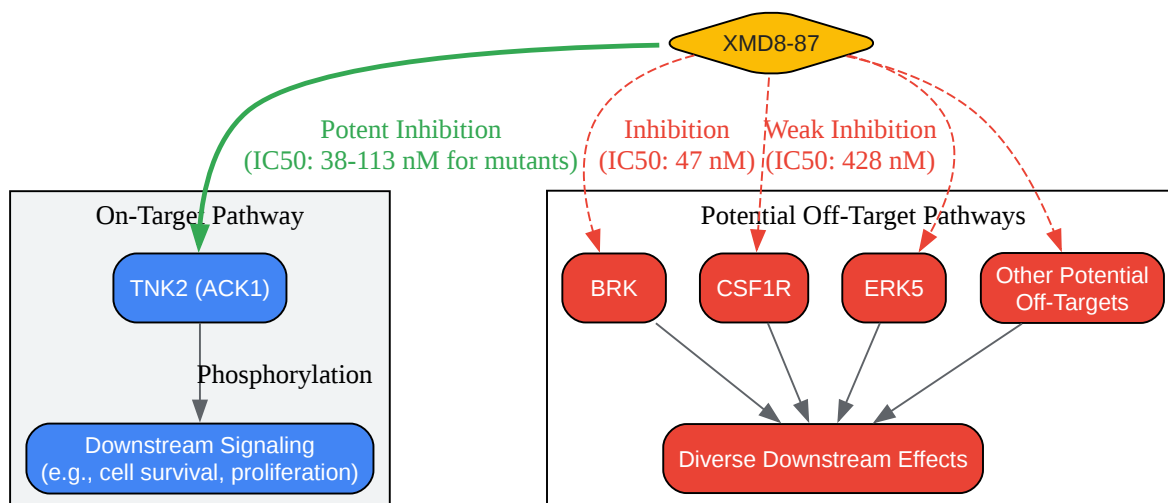 XMD8-87
Potent Inhibition
(IC50: 38-113 nM for mutants)
Inhibition
(IC50: 47 nM)
Weak Inhibition
(IC50: 428 nM)
On-Target Pathway
TNK2 (ACK1)
Phosphorylation
Downstream Signaling
(e.g., cell survival, proliferation)
Potential Off-Target Pathways
BRK
CSF1R
ERK5
Other Potential
Off-Targets
Diverse Downstream Effects